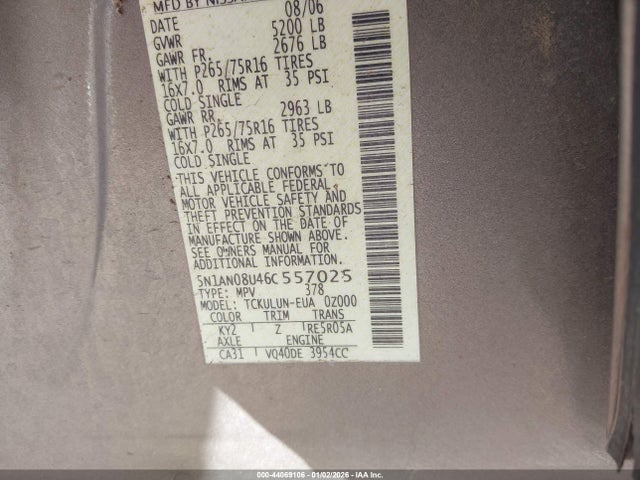 MFD BY NISSAN
DATE 08/06
GVWR 5200 LB
GAWR FR. 2676 LB
WITH P265/75R16 TIRES
16X7.0 RIMS AT 35 PSI
COLD SINGLE
GAWR RR. 2963 LB
WITH P265/75R16 TIRES
16X7.0 RIMS AT 35 PSI
COLD SINGLE
THIS VEHICLE CONFORMS TO
ALL APPLICABLE FEDERAL
MOTOR VEHICLE SAFETY AND
THEFT PREVENTION STANDARDS
IN EFFECT ON THE DATE OF
MANUFACTURE SHOWN ABOVE.
SEE OWNERS MANUAL FOR
ADDITIONAL INFORMATION.
5N1AN08U46C557025
TYPE: MPV 378
MODEL: TCKULUN-EUA 0Z000
COLOR TRIM TRANS
KY2 Z RE5R05A
AXLE ENGINE
CA31 VQ40DE 3954CC
000-44069106 - 01/02/2026 - IAA Inc.